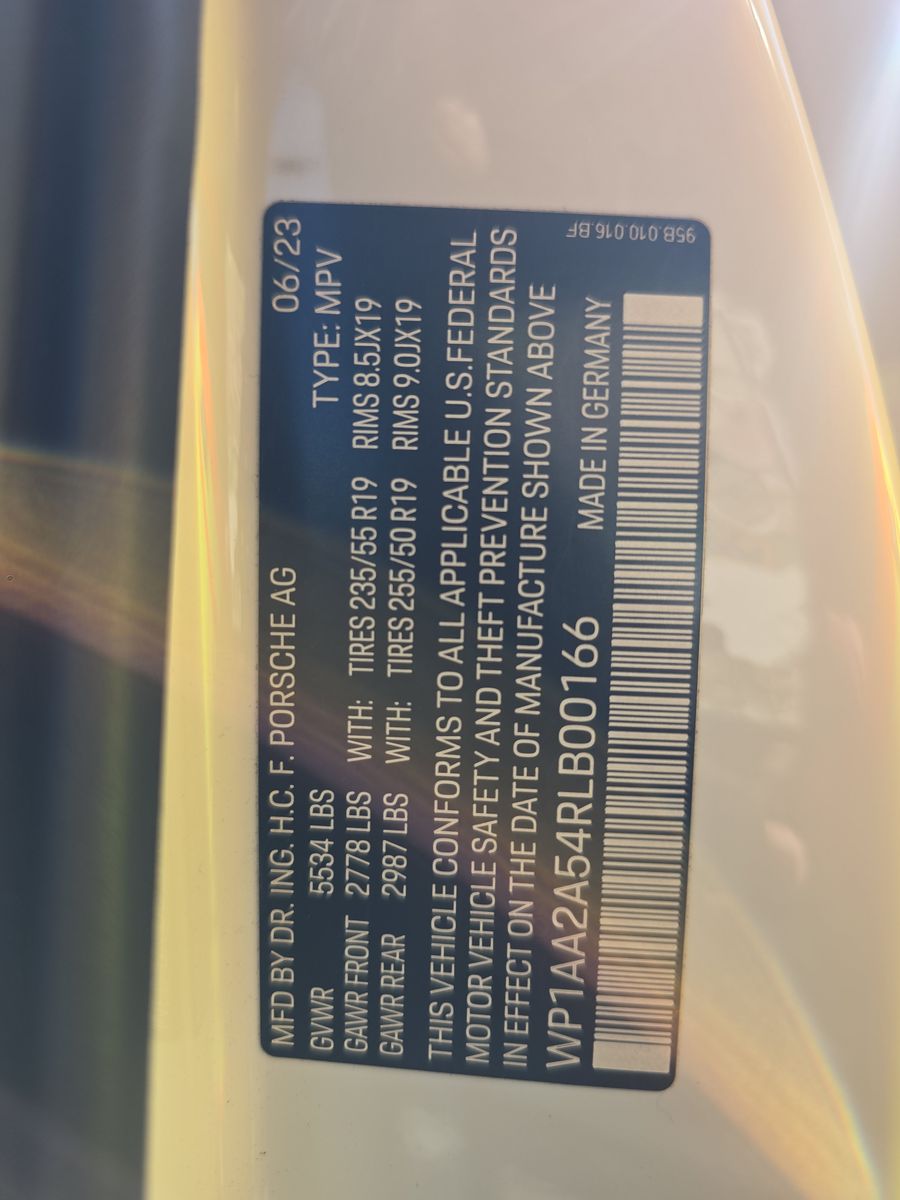 MFD BY DR. ING. H.C. F. PORSCHE AG 06/23
GVWR 5534 LBS TYPE: MPV
GAWR FRONT 2778 LBS WITH: TIRES 235/55 R19 RIMS 8.5JX19
GAWR REAR 2987 LBS WITH: TIRES 255/50 R19 RIMS 9.0JX19
THIS VEHICLE CONFORMS TO ALL APPLICABLE U.S.FEDERAL
MOTOR VEHICLE SAFETY AND THEFT PREVENTION STANDARDS
IN EFFECT ON THE DATE OF MANUFACTURE SHOWN ABOVE
WP1AA2A54RLB00166 MADE IN GERMANY
95B.010.016.BF